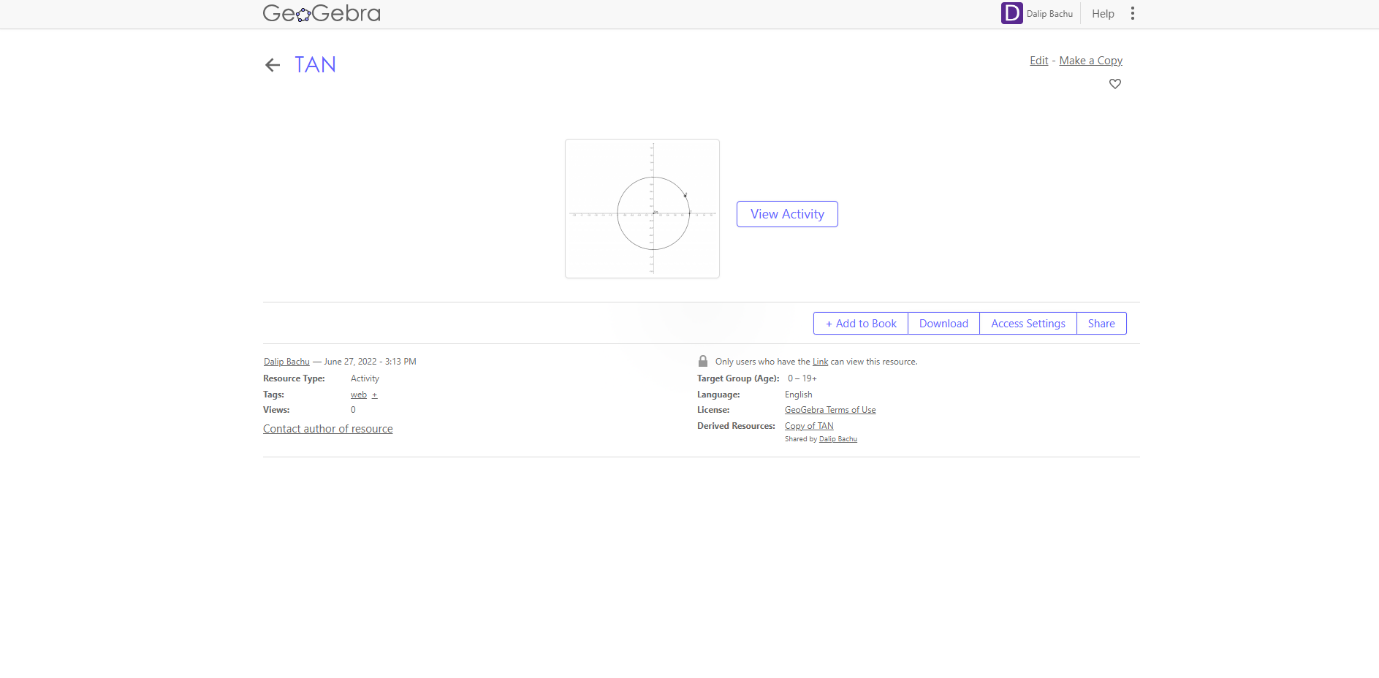 GeoGebra
D Dalip Bachu Help
TAN
Edit - Make a Copy
View Activity
+ Add to Book Download Access Settings Share
Dalip Bachu — June 27, 2022 - 3:13 PM
Resource Type: Activity
Tags: web +
Views: 0
Contact author of resource
Only users who have the Link can view this resource.
Target Group (Age): 0 – 19+
Language: English
License: GeoGebra Terms of Use
Derived Resources: Copy of TAN
Shared by Dalip Bachu